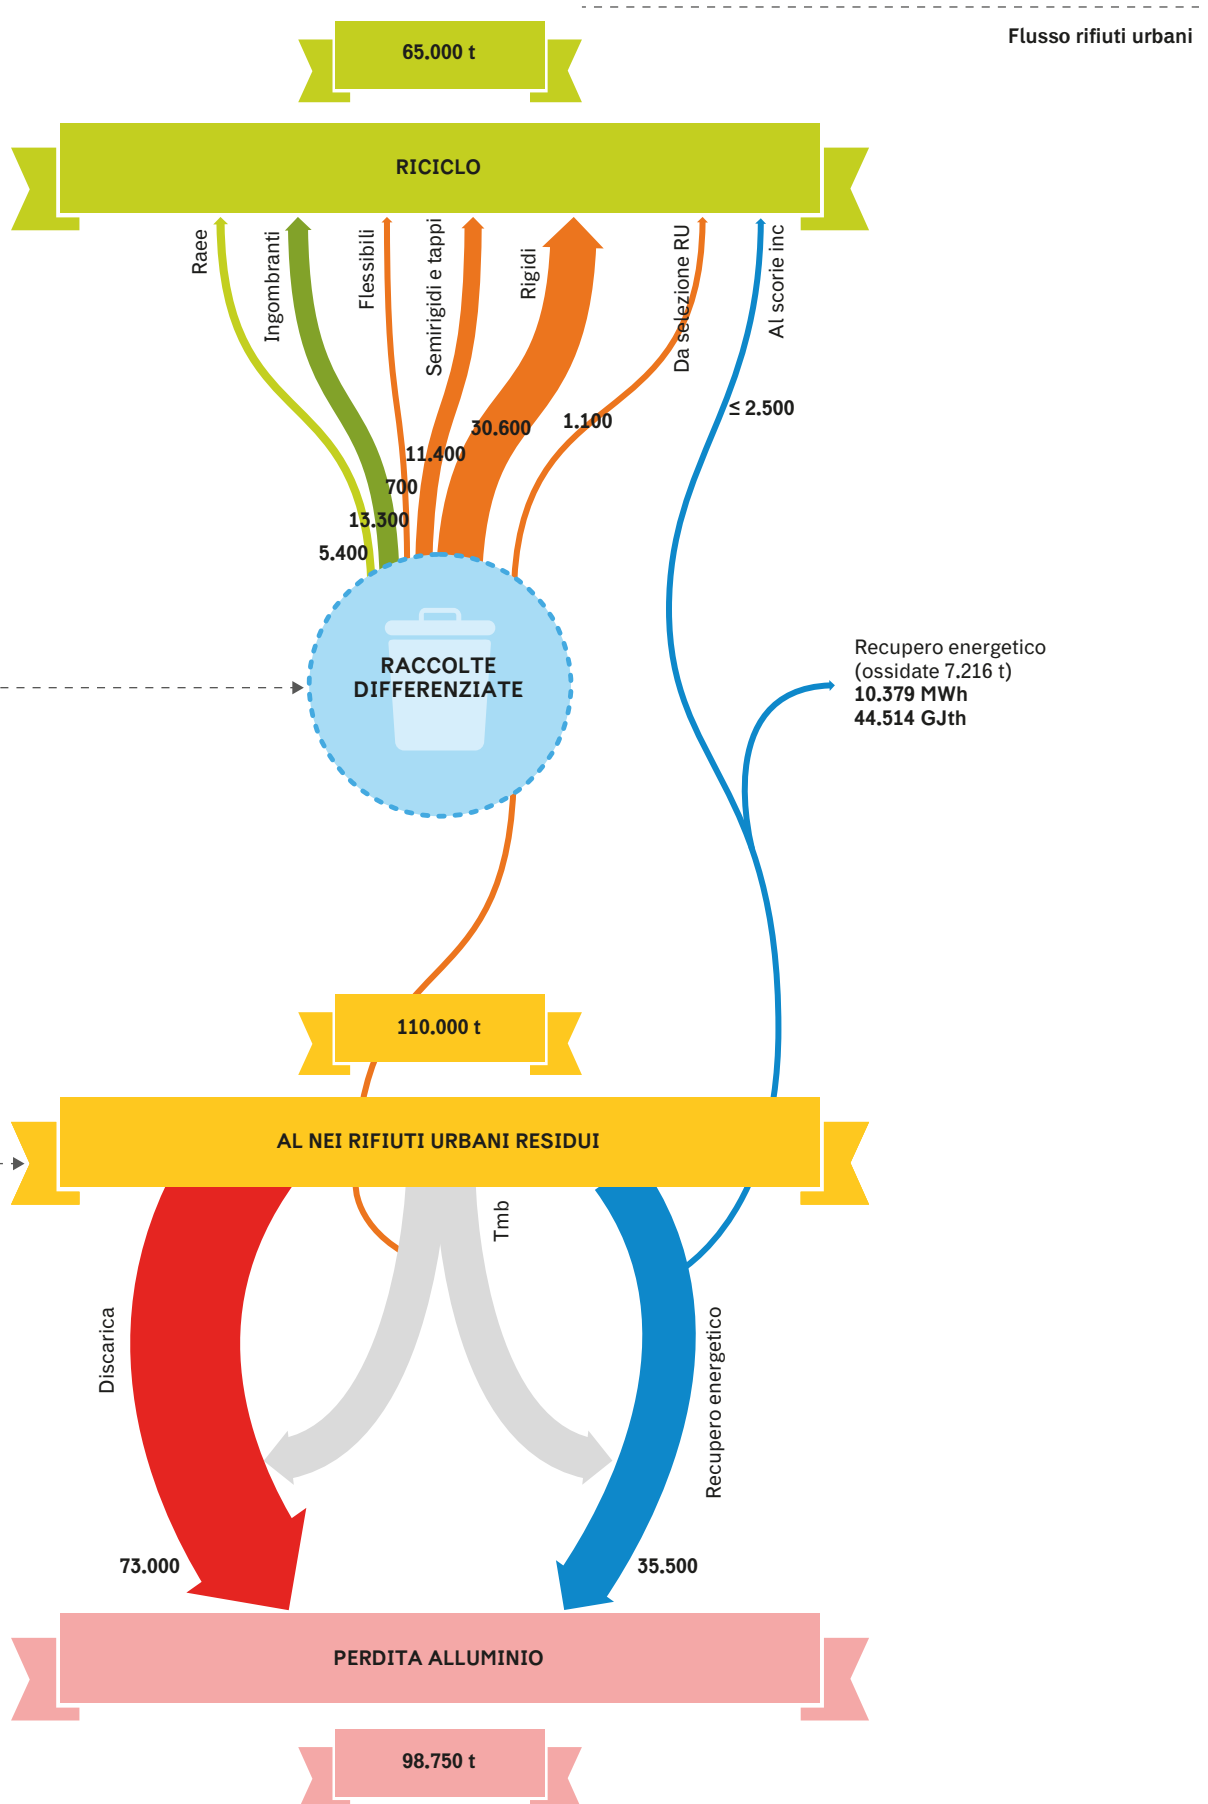 Flusso rifiuti urbani
65.000 t
RICICLO
Raee
Ingombranti
Flessibili
Semirigidi e tappi
Rigidi
Da selezione RU
Al scorie inc
≤ 2.500
1.100
30.600
11.400
700
13.300
5.400
RACCOLTE
DIFFERENZIATE
Recupero energetico
(ossidate 7.216 t)
10.379 MWh
44.514 GJth
110.000 t
AL NEI RIFIUTI URBANI RESIDUI
Tmb
Discarica
Recupero energetico
73.000
35.500
PERDITA ALLUMINIO
98.750 t